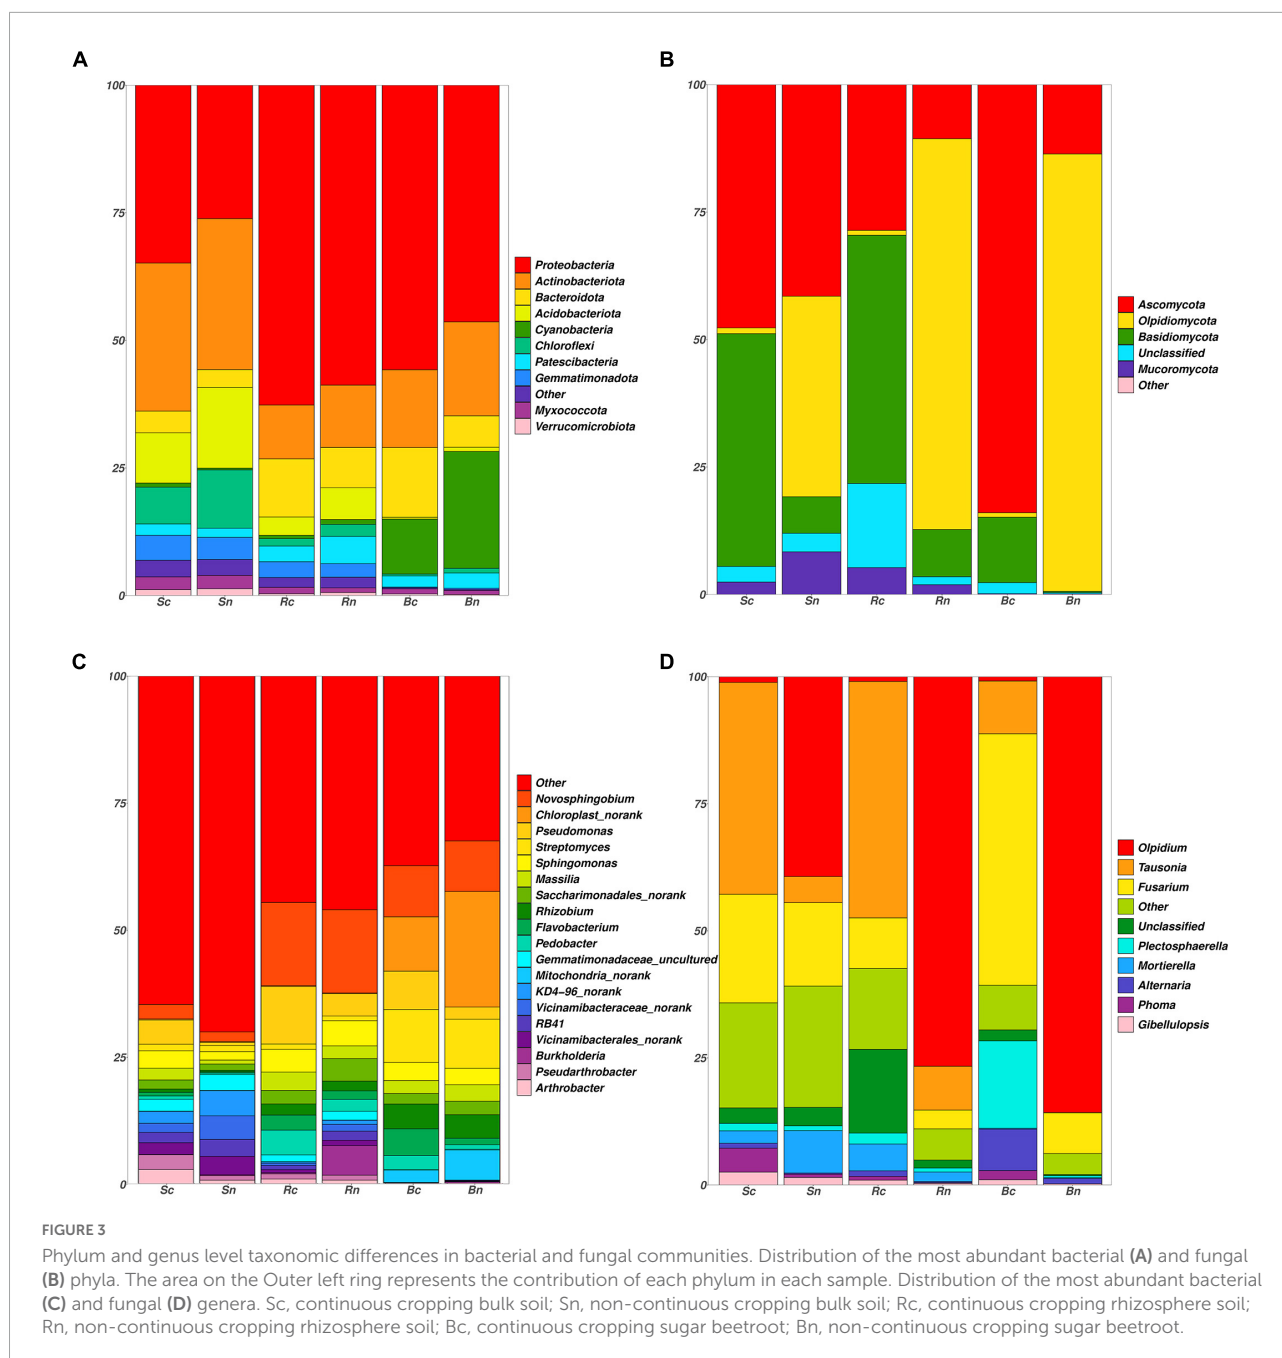 A
100
75
50
25
0
Sc Sn Rc Rn Bc Bn
Proteobacteria
Actinobacteriota
Bacteroidota
Acidobacteriota
Cyanobacteria
Chloroflexi
Patescibacteria
Gemmatimonadota
Other
Myxococcota
Verrucomicrobiota
B
100
75
50
25
0
Sc Sn Rc Rn Bc Bn
Ascomycota
Olpidiomycota
Basidiomycota
Unclassified
Mucoromycota
Other
C
100
75
50
25
0
Sc Sn Rc Rn Bc Bn
Other
Novosphingobium
Chloroplast_norank
Pseudomonas
Streptomyces
Sphingomonas
Massilia
Saccharimonadales_norank
Rhizobium
Flavobacterium
Pedobacter
Gemmatimonadaceae_uncultured
Mitochondria_norank
KD4−96_norank
Vicinamibacteraceae_norank
RB41
Vicinamibacterales_norank
Burkholderia
Pseudarthrobacter
Arthrobacter
D
100
75
50
25
0
Sc Sn Rc Rn Bc Bn
Olpidium
Tausonia
Fusarium
Other
Unclassified
Plectosphaerella
Mortierella
Alternaria
Phoma
Gibellulopsis
FIGURE 3
Phylum and genus level taxonomic differences in bacterial and fungal communities. Distribution of the most abundant bacterial (A) and fungal
(B) phyla. The area on the Outer left ring represents the contribution of each phylum in each sample. Distribution of the most abundant bacterial
(C) and fungal (D) genera. Sc, continuous cropping bulk soil; Sn, non-continuous cropping bulk soil; Rc, continuous cropping rhizosphere soil;
Rn, non-continuous cropping rhizosphere soil; Bc, continuous cropping sugar beetroot; Bn, non-continuous cropping sugar beetroot.